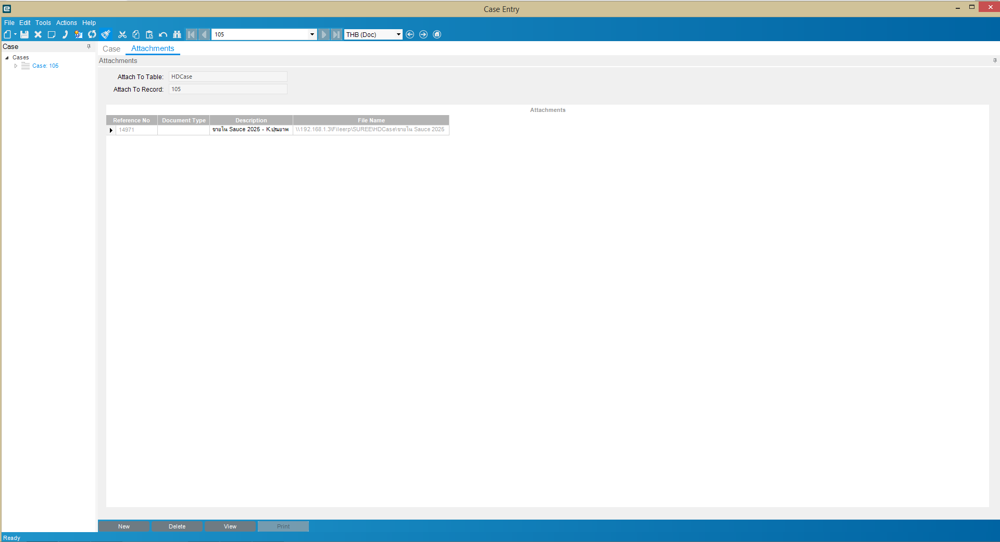 Case Entry
File Edit Tools Actions Help
105
THB (Doc)
Case
Cases
Case: 105
Case Attachments
Attachments
Attach To Table: HDCase
Attach To Record: 105
Attachments
Reference No Document Type Description File Name
14971 ขายใน Sauce 2025 - K.ปุณยาพ \\192.168.1.3\Fileerp\SUREE\HDCase\ขายใน Sauce 2025
New Delete View Print
Ready